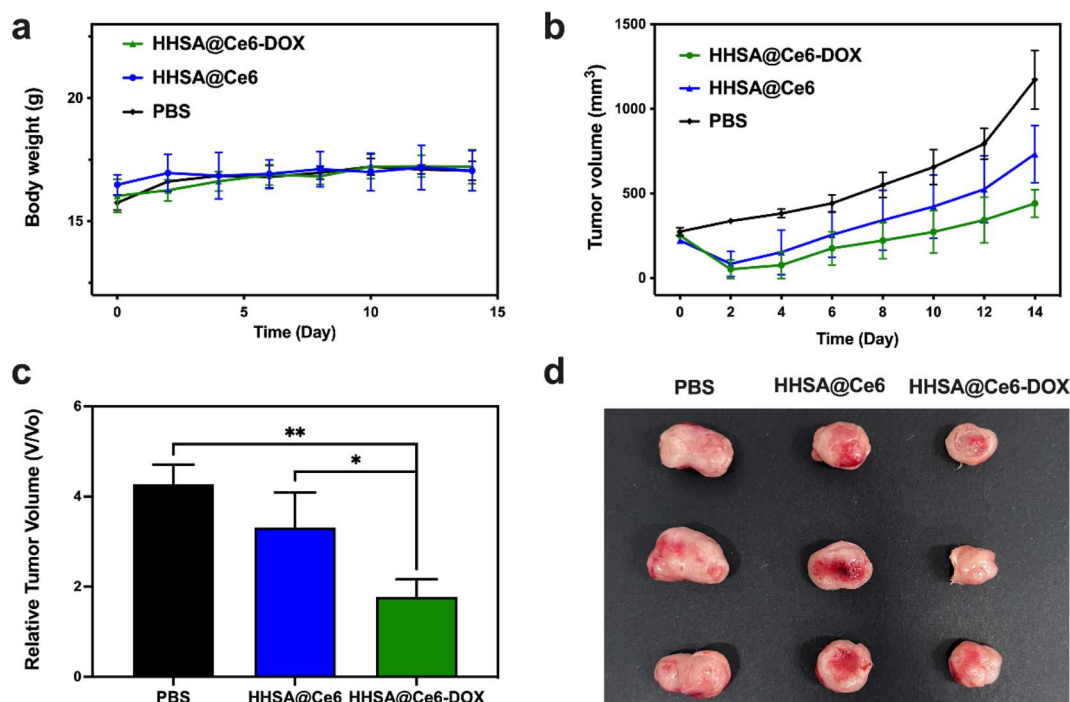 a
HHSA@Ce6-DOX
HHSA@Ce6
PBS
Body weight (g)
22.5
15.0
0
5
10
15
Time (Day)
b
HHSA@Ce6-DOX
HHSA@Ce6
PBS
Tumor volume (mm³)
1500
1000
500
0
0
2
4
6
8
10
12
14
Time (Day)
c
Relative Tumor Volume (V/Vo)
6
4
2
0
**
*
PBS
HHSA@Ce6
HHSA@Ce6-DOX
d
PBS
HHSA@Ce6
HHSA@Ce6-DOX